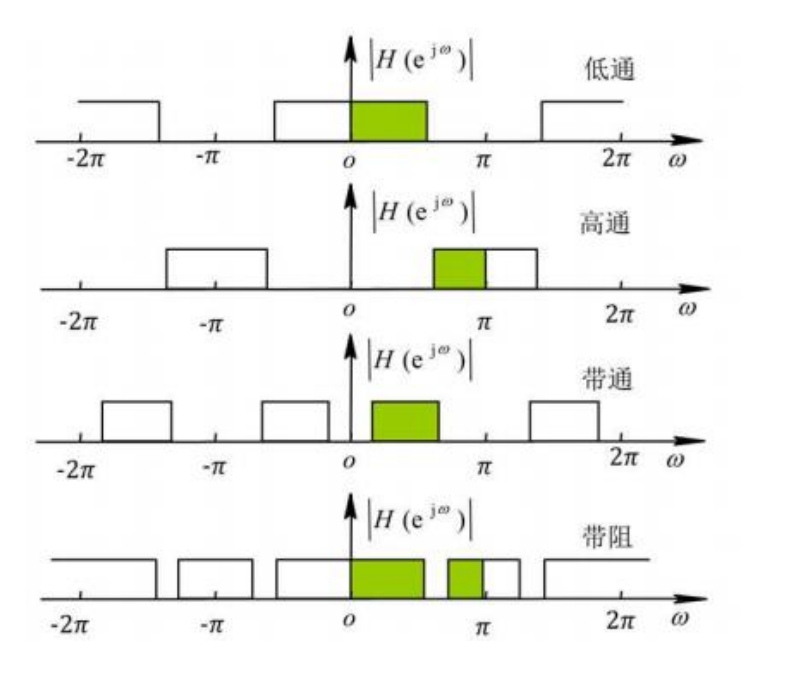 |H (e^jω)|
低通
-2π -π o π 2π ω
|H (e^jω)|
高通
-2π -π o π 2π ω
|H (e^jω)|
带通
-2π -π o π 2π ω
|H (e^jω)|
带阻
-2π -π o π 2π ω